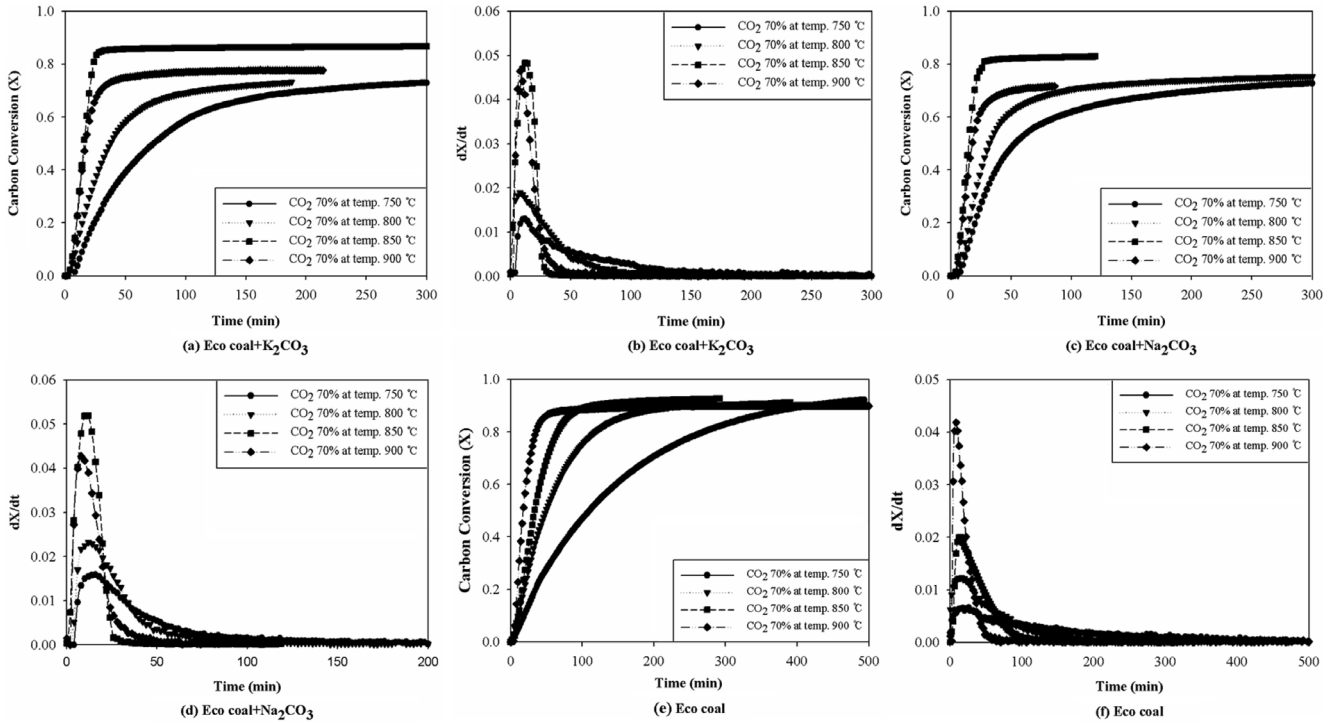 1.0
0.8
0.6
0.4
0.2
0.0
Carbon Conversion (X)
CO2 70% at temp. 750 ℃
CO2 70% at temp. 800 ℃
CO2 70% at temp. 850 ℃
CO2 70% at temp. 900 ℃
0 50 100 150 200 250 300
Time (min)
(a) Eco coal+K2CO3
0.06
0.05
0.04
0.03
0.02
0.01
0.00
dX/dt
CO2 70% at temp. 750 ℃
CO2 70% at temp. 800 ℃
CO2 70% at temp. 850 ℃
CO2 70% at temp. 900 ℃
0 50 100 150 200 250 300
Time (min)
(b) Eco coal+K2CO3
1.0
0.8
0.6
0.4
0.2
0.0
Carbon Conversion (X)
CO2 70% at temp. 750 ℃
CO2 70% at temp. 800 ℃
CO2 70% at temp. 850 ℃
CO2 70% at temp. 900 ℃
0 50 100 150 200 250 300
Time (min)
(c) Eco coal+Na2CO3
0.06
0.05
0.04
0.03
0.02
0.01
0.00
dX/dt
CO2 70% at temp. 750 ℃
CO2 70% at temp. 800 ℃
CO2 70% at temp. 850 ℃
CO2 70% at temp. 900 ℃
0 50 100 150 200
Time (min)
(d) Eco coal+Na2CO3
1.0
0.8
0.6
0.4
0.2
0.0
Carbon Conversion (X)
CO2 70% at temp. 750 ℃
CO2 70% at temp. 800 ℃
CO2 70% at temp. 850 ℃
CO2 70% at temp. 900 ℃
0 100 200 300 400 500
Time (min)
(e) Eco coal
0.05
0.04
0.03
0.02
0.01
0.00
dX/dt
CO2 70% at temp. 750 ℃
CO2 70% at temp. 800 ℃
CO2 70% at temp. 850 ℃
CO2 70% at temp. 900 ℃
0 100 200 300 400 500
Time (min)
(f) Eco coal